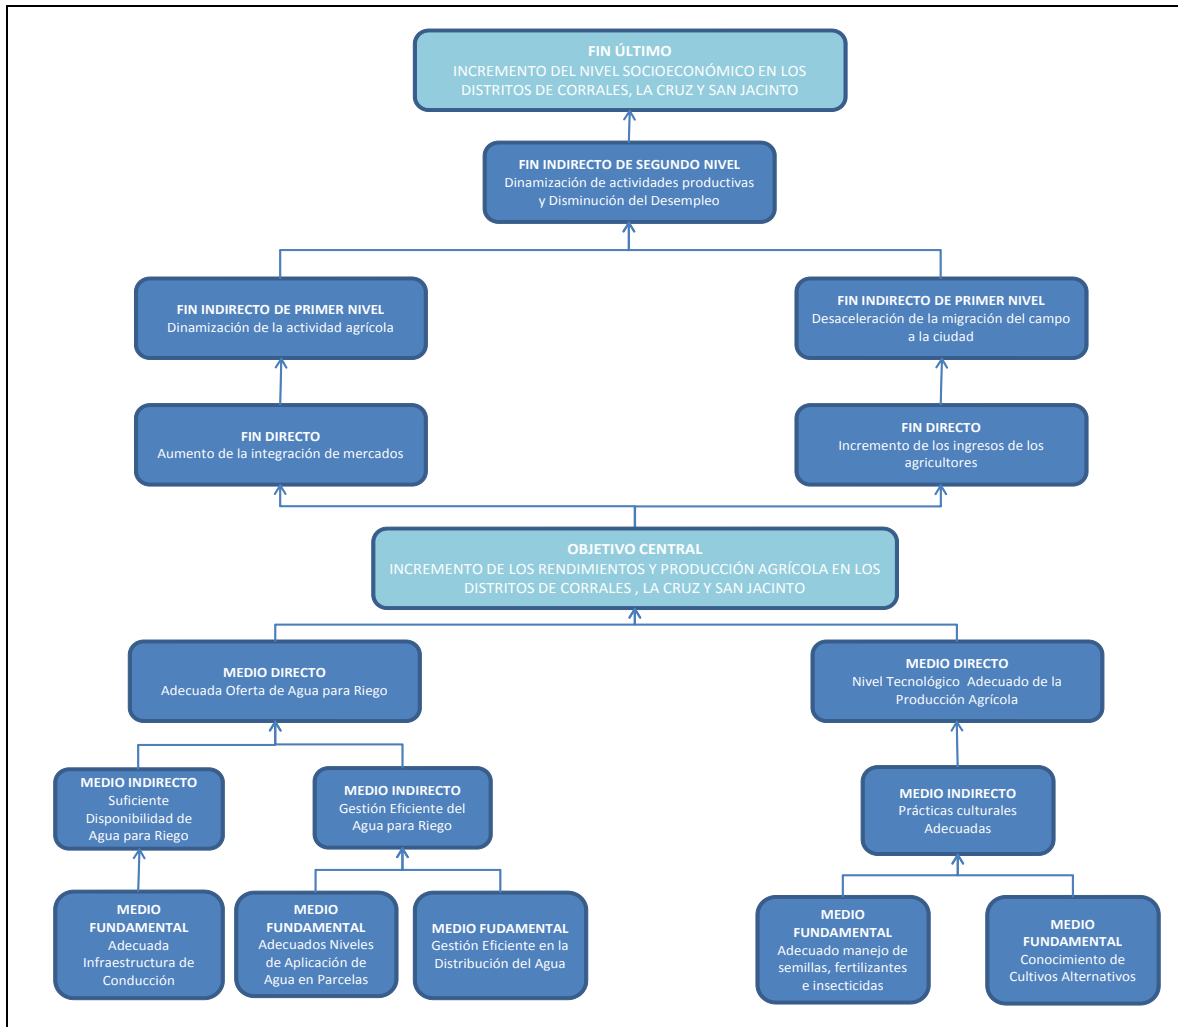 FIN ÚLTIMO
INCREMENTO DEL NIVEL SOCIOECONÓMICO EN LOS
DISTRITOS DE CORRALES, LA CRUZ Y SAN JACINTO
FIN INDIRECTO DE SEGUNDO NIVEL
Dinamización de actividades productivas
y Disminución del Desempleo
FIN INDIRECTO DE PRIMER NIVEL
Dinamización de la actividad agrícola
FIN INDIRECTO DE PRIMER NIVEL
Desaceleración de la migración del campo
a la ciudad
FIN DIRECTO
Aumento de la integración de mercados
FIN DIRECTO
Incremento de los ingresos de los
agricultores
OBJETIVO CENTRAL
INCREMENTO DE LOS RENDIMIENTOS Y PRODUCCIÓN AGRÍCOLA EN LOS
DISTRITOS DE CORRALES , LA CRUZ Y SAN JACINTO
MEDIO DIRECTO
Adecuada Oferta de Agua para Riego
MEDIO DIRECTO
Nivel Tecnológico Adecuado de la
Producción Agrícola
MEDIO INDIRECTO
Suficiente
Disponibilidad de
Agua para Riego
MEDIO INDIRECTO
Gestión Eficiente del
Agua para Riego
MEDIO INDIRECTO
Prácticas culturales
Adecuadas
MEDIO
FUNDAMENTAL
Adecuada
Infraestructura de
Conducción
MEDIO
FUNDAMENTAL
Adecuados Niveles
de Aplicación de
Agua en Parcelas
MEDIO FUDAMENTAL
Gestión Eficiente en la
Distribución del Agua
MEDIO
FUNDAMENTAL
Adecuado manejo de
semillas, fertilizantes
e insecticidas
MEDIO
FUNDAMENTAL
Conocimiento de
Cultivos Alternativos